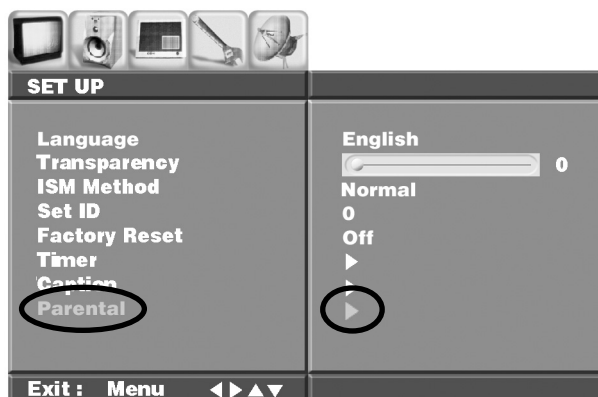 SET UP
Language English
Transparency 0
ISM Method Normal
Set ID 0
Factory Reset Off
Timer ▶
Caption ▶
Parental ▶
Exit : Menu ◀▶▲▼